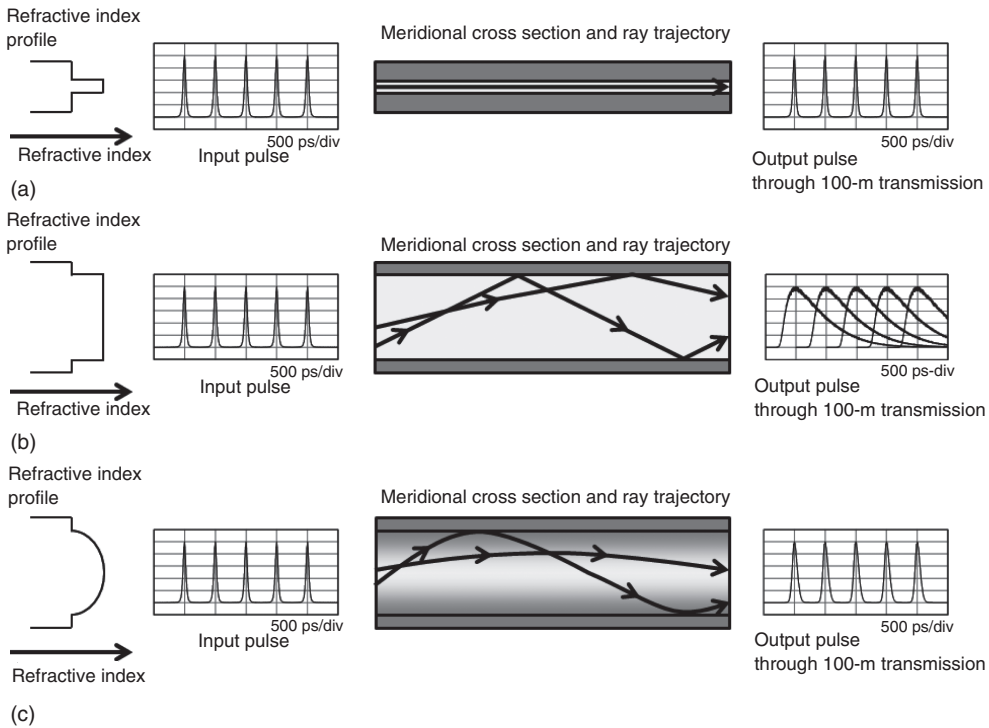 Refractive index
profile
Meridional cross section and ray trajectory
500 ps/div
500 ps/div
Refractive index
Input pulse
Output pulse
through 100-m transmission
(a)
Refractive index
profile
Meridional cross section and ray trajectory
500 ps/div
500 ps-div
Refractive index
Input pulse
Output pulse
through 100-m transmission
(b)
Refractive index
profile
Meridional cross section and ray trajectory
500 ps/div
500 ps/div
Input pulse
Output pulse
through 100-m transmission
Refractive index
(c)